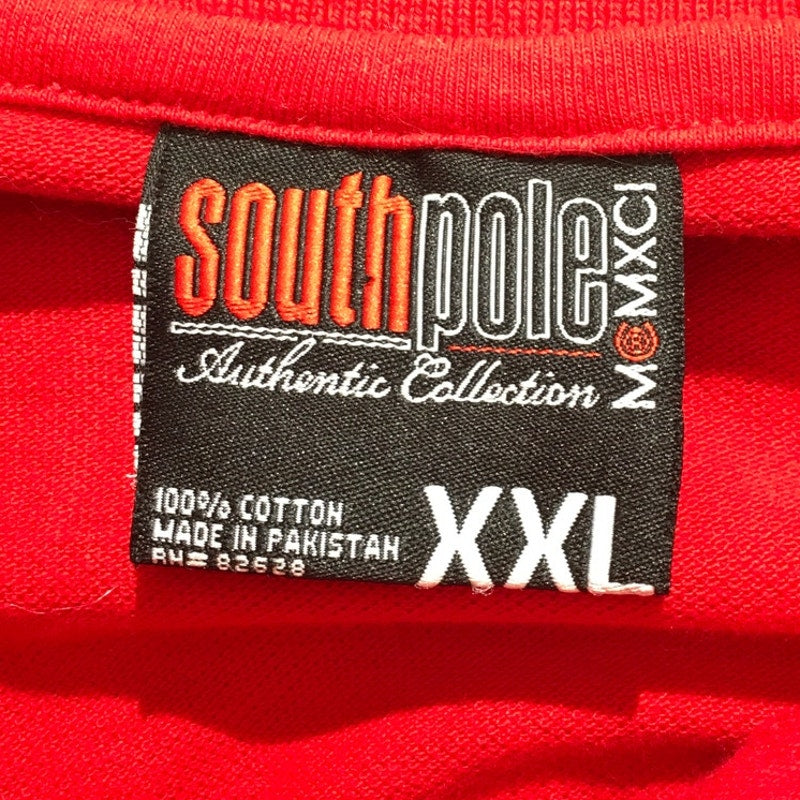 southpole
Authentic Collection
MCMXCI
100% COTTON
MADE IN PAKISTAN
RN# 82628
XXL